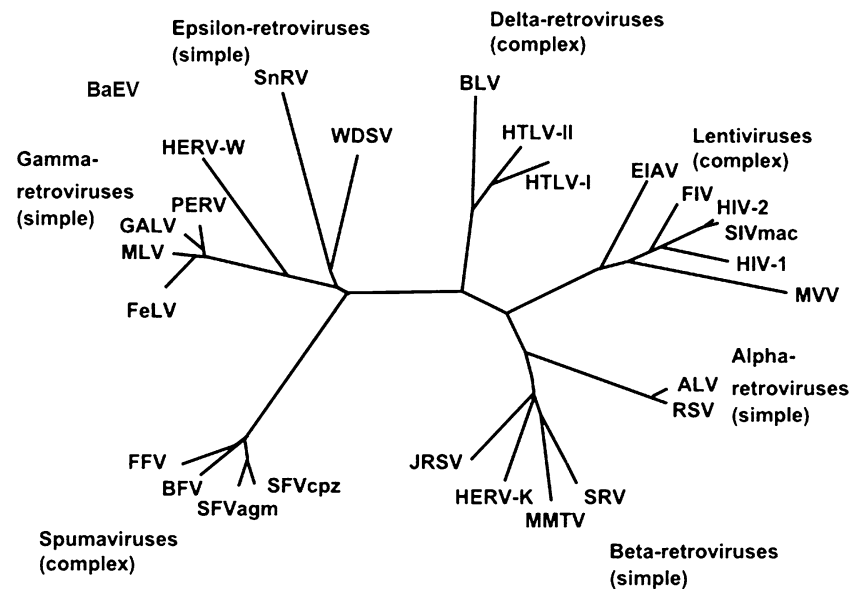 Epsilon-retroviruses
(simple)
SnRV
WDSV
Delta-retroviruses
(complex)
BLV
HTLV-II
HTLV-I
BaEV
HERV-W
Gamma-
retroviruses
(simple)
PERV
GALV
MLV
FeLV
Lentiviruses
(complex)
EIAV
FIV
HIV-2
SIVmac
HIV-1
MVV
Alpha-
retroviruses
(simple)
ALV
RSV
FFV
BFV
SFVagm
SFVcpz
Spumaviruses
(complex)
JRSV
HERV-K
MMTV
SRV
Beta-retroviruses
(simple)